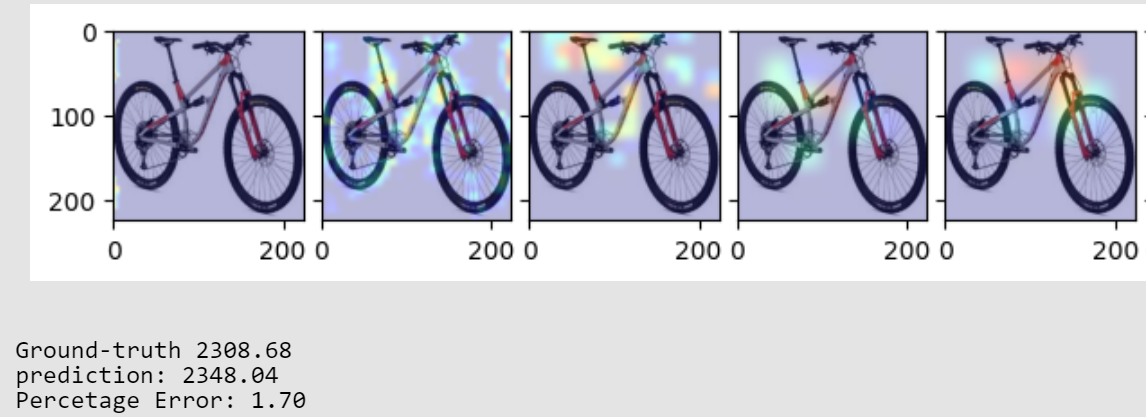 0
100
200
0 200 0 200 0 200 0 200 0 200
Ground-truth 2308.68
prediction: 2348.04
Percetage Error: 1.70